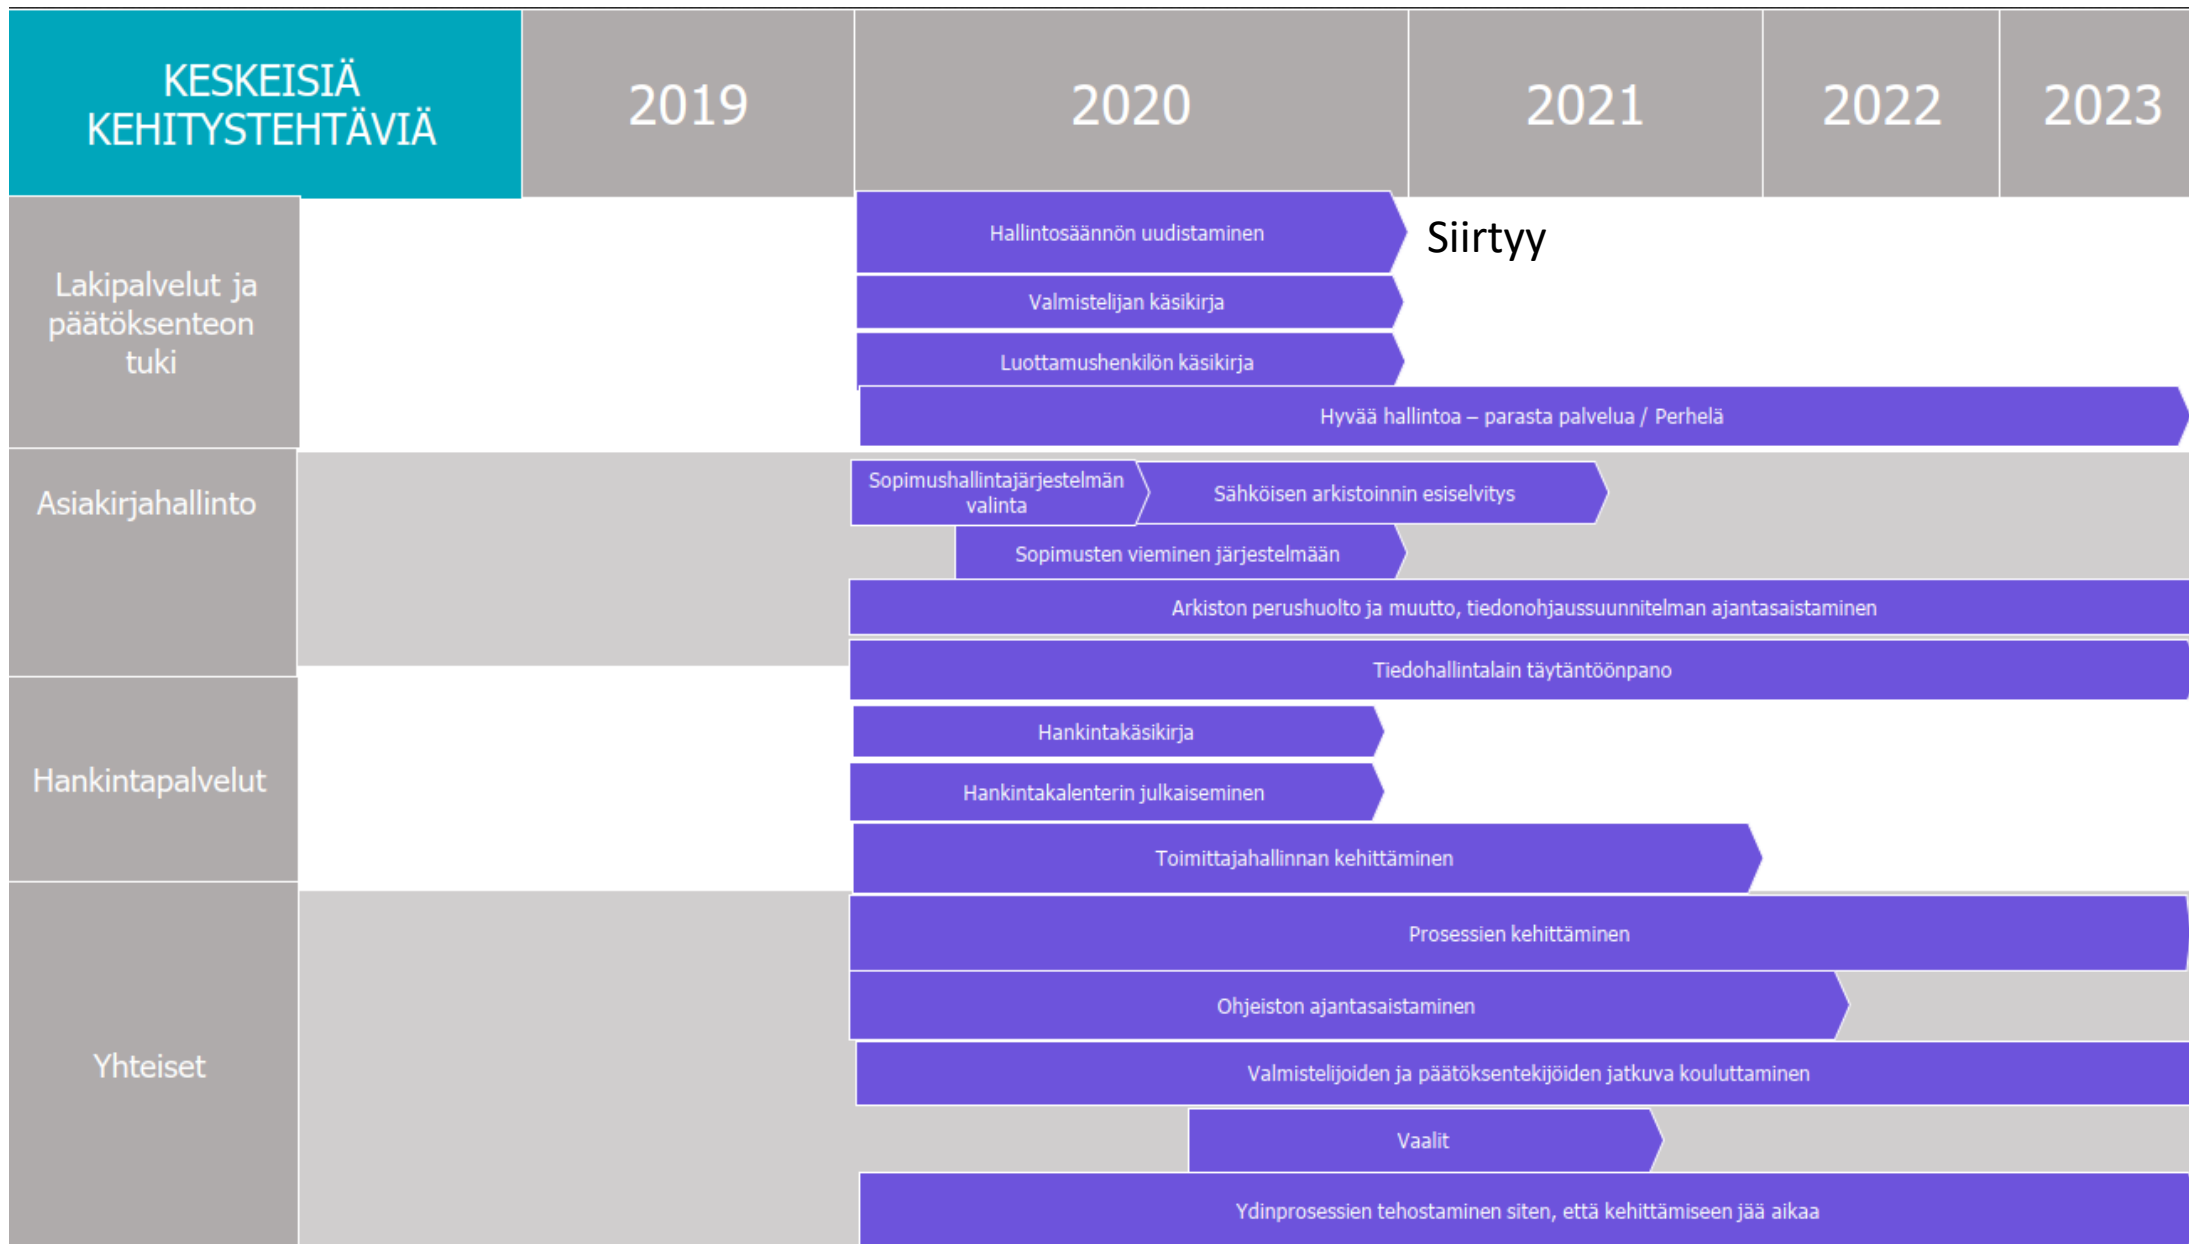 KESKEISIÄ
KEHITYSTEHTÄVIÄ
2019
2020
2021
2022
2023
Lakipalvelut ja
päätöksenteon
tuki
Hallintosäännön uudistaminen
Siirtyy
Valmistelijan käsikirja
Luottamushenkilön käsikirja
Hyvää hallintoa – parasta palvelua / Perhelä
Asiakirjahallinto
Sopimushallintajärjestelmän
valinta
Sähköisen arkistoinnin esiselvitys
Sopimusten vieminen järjestelmään
Arkiston perushuolto ja muutto, tiedonohjaussuunnitelman ajantasaistaminen
Tiedohallintalain täytäntöönpano
Hankintapalvelut
Hankintakäsikirja
Hankintakalenterin julkaiseminen
Toimittajahallinnan kehittäminen
Yhteiset
Prosessien kehittäminen
Ohjeiston ajantasaistaminen
Valmistelijoiden ja päätöksentekijöiden jatkuva kouluttaminen
Vaalit
Ydinprosessien tehostaminen siten, että kehittämiseen jää aikaa